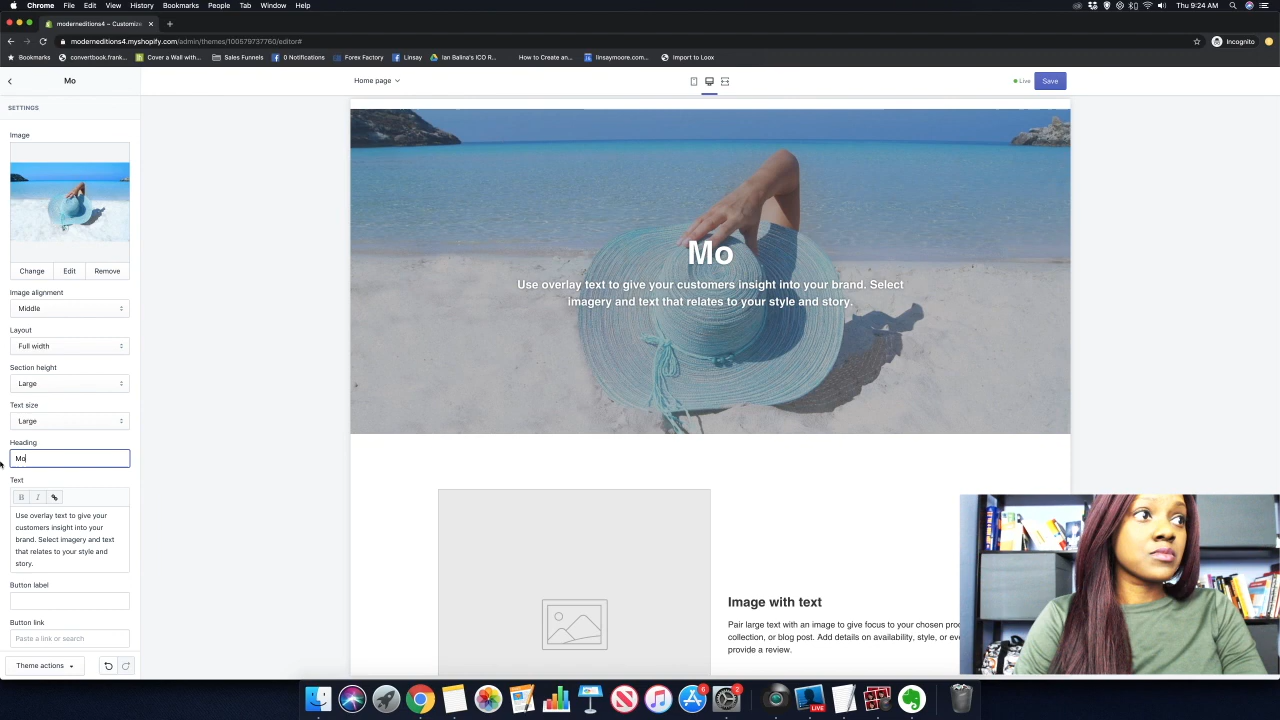 Chrome File Edit View History Bookmarks People Tab Window Help
Thu 9:24 AM
moderneditions4 ~ Customize
moderneditions4.myshopify.com/admin/themes/100579737760/editor#
Incognito
Bookmarks convertbook.frank... Cover a Wall with... Sales Funnels 0 Notifications Forex Factory Linsay Ian Balina's ICO R... How to Create an... linsaymoore.com... Import to Loox
Mo
Home page
Live Save
SETTINGS
Image
Change Edit Remove
Image alignment
Middle
Layout
Full width
Section height
Large
Text size
Large
Heading
Mo
Text
B I
Use overlay text to give your
customers insight into your
brand. Select imagery and text
that relates to your style and
story.
Button label
Button link
Paste a link or search
Theme actions
Mo
Use overlay text to give your customers insight into your brand. Select
imagery and text that relates to your style and story.
Image with text
Pair large text with an image to give focus to your chosen
collection, or blog post. Add details on availability, style, or
provide a review.
6
2
LIVE